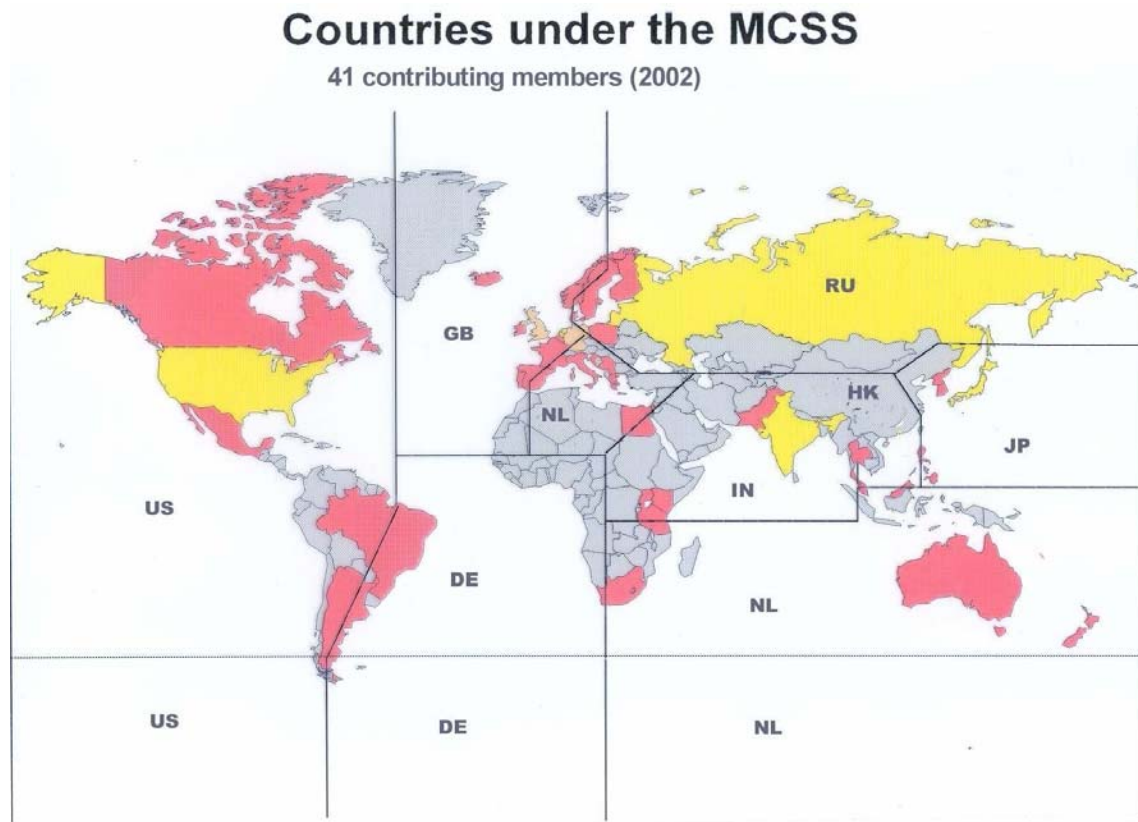 Countries under the MCSS
41 contributing members (2002)
RU
GB
HK
NL
JP
US
IN
DE
NL
US
DE
NL